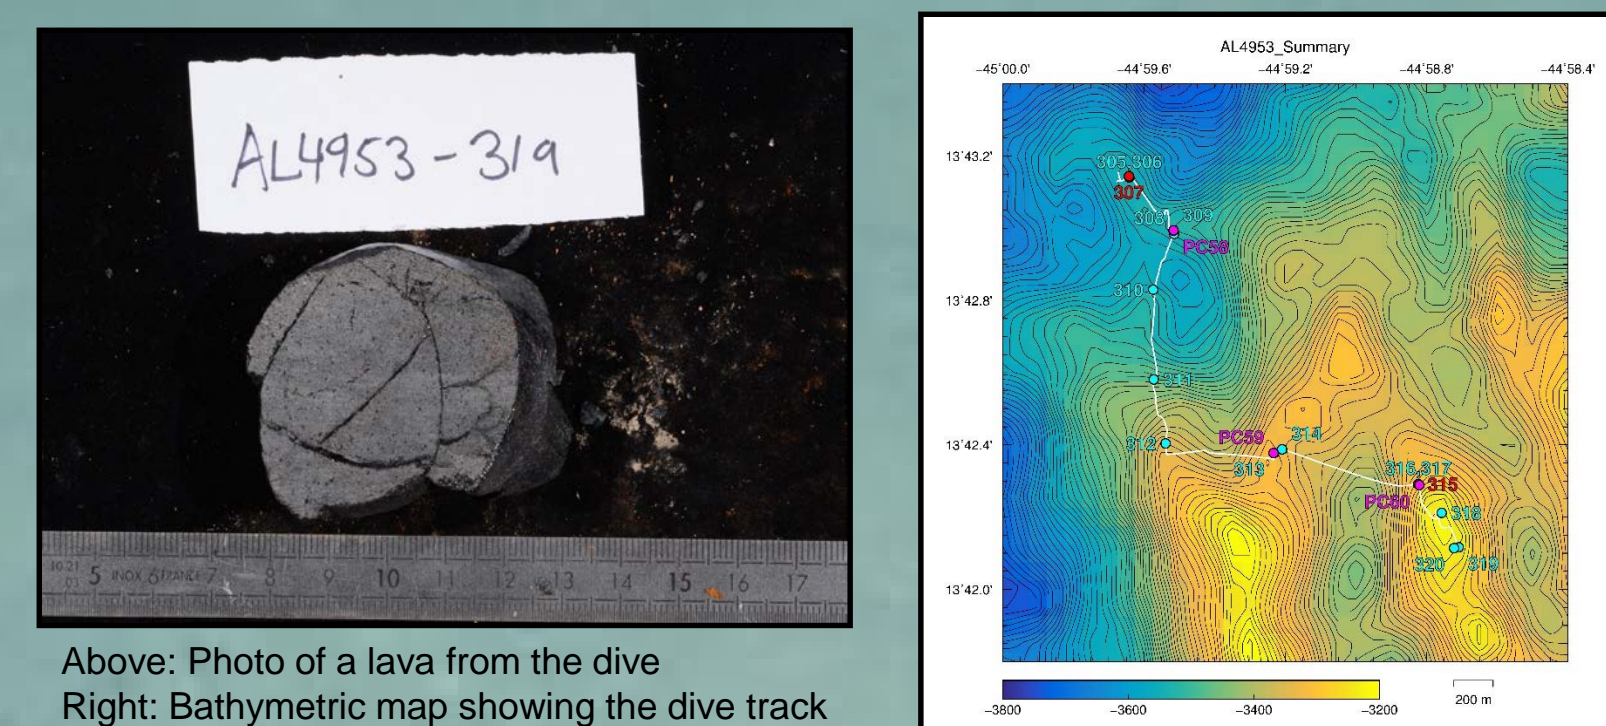 AL4953-319
10.21
03 5 INOX 6 FRANCE 7 8 9 10 11 12 13 14 15 16 17
Above: Photo of a lava from the dive
Right: Bathymetric map showing the dive track
AL4953_Summary
−45˚00.0' −44˚59.6' −44˚59.2' −44˚58.8' −44˚58.4'
13˚43.2'
305,306
307
308 309
PC58
310
13˚42.8'
311
13˚42.4'
312
PC59 314
313
316,317
315
PC60
318
320 319
13˚42.0'
−3800 −3600 −3400 −3200
200 m